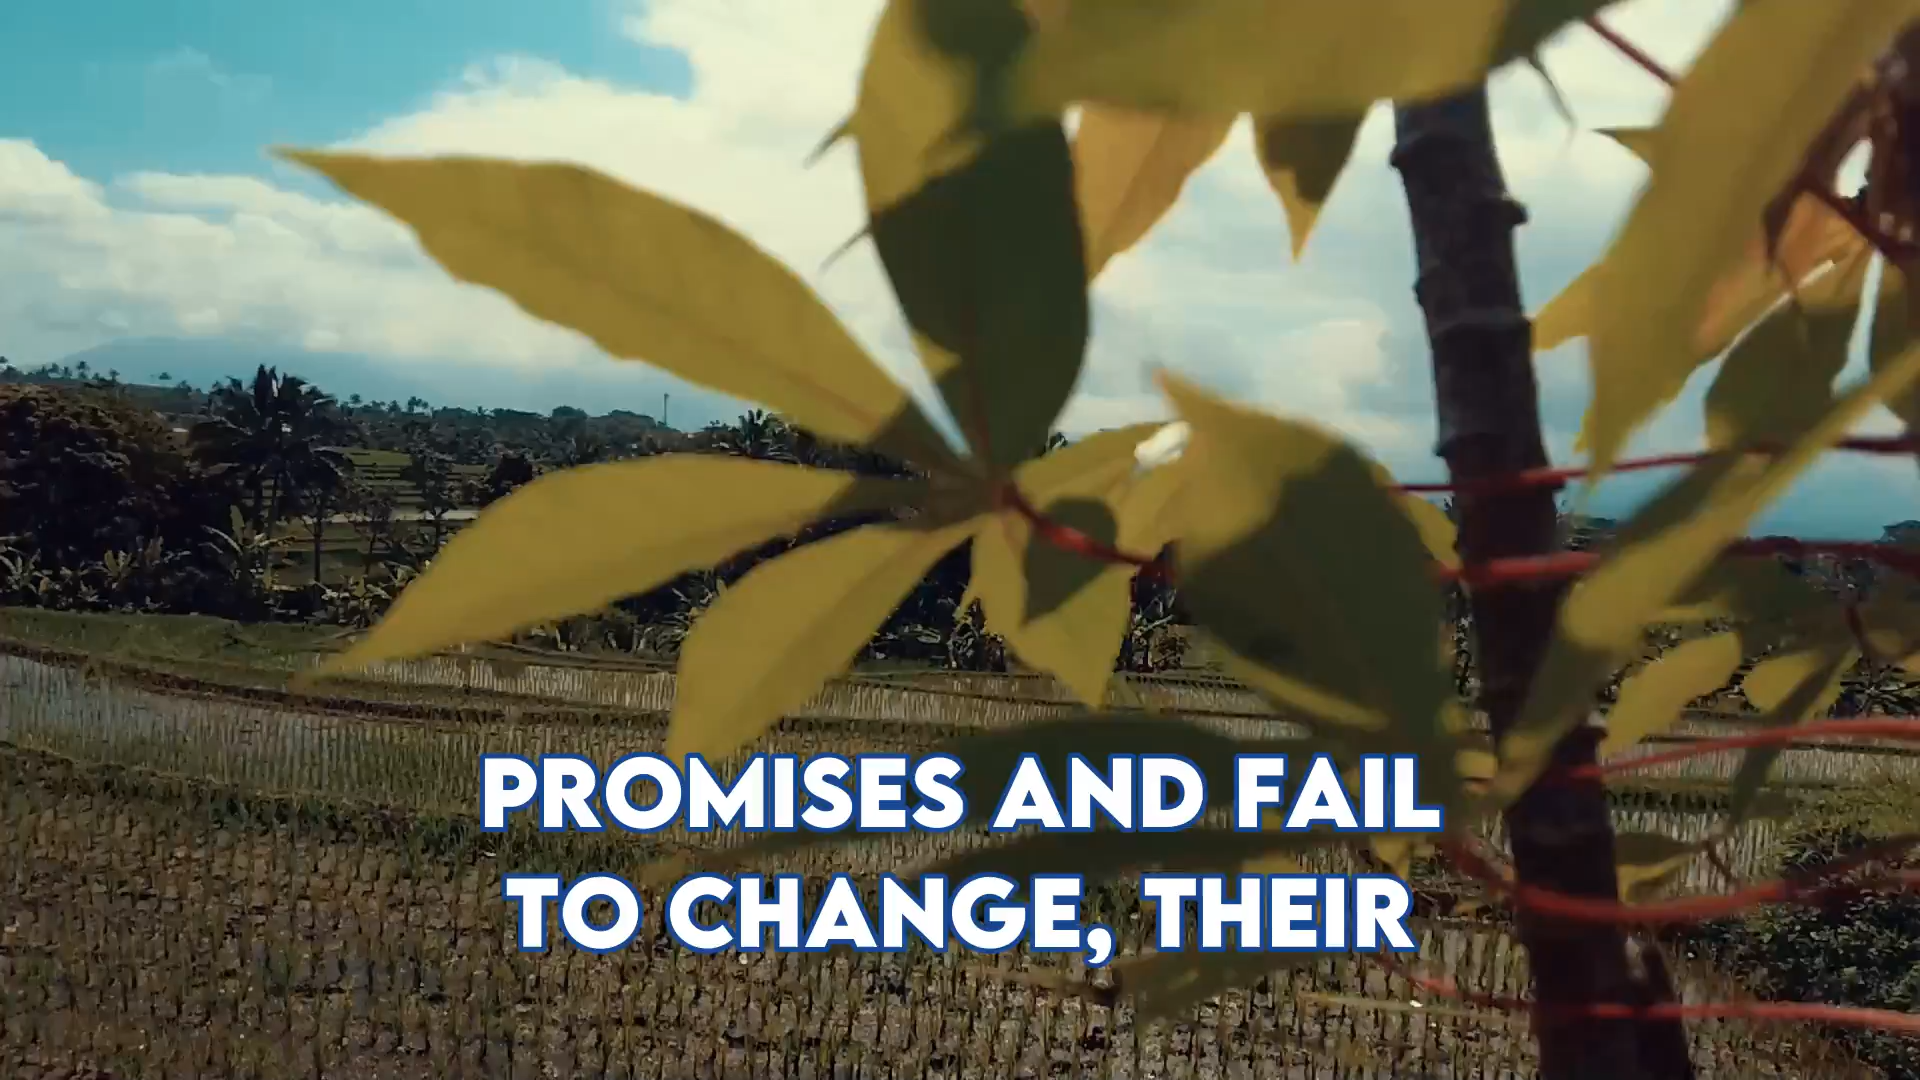 PROMISES AND FAIL
TO CHANGE, THEIR